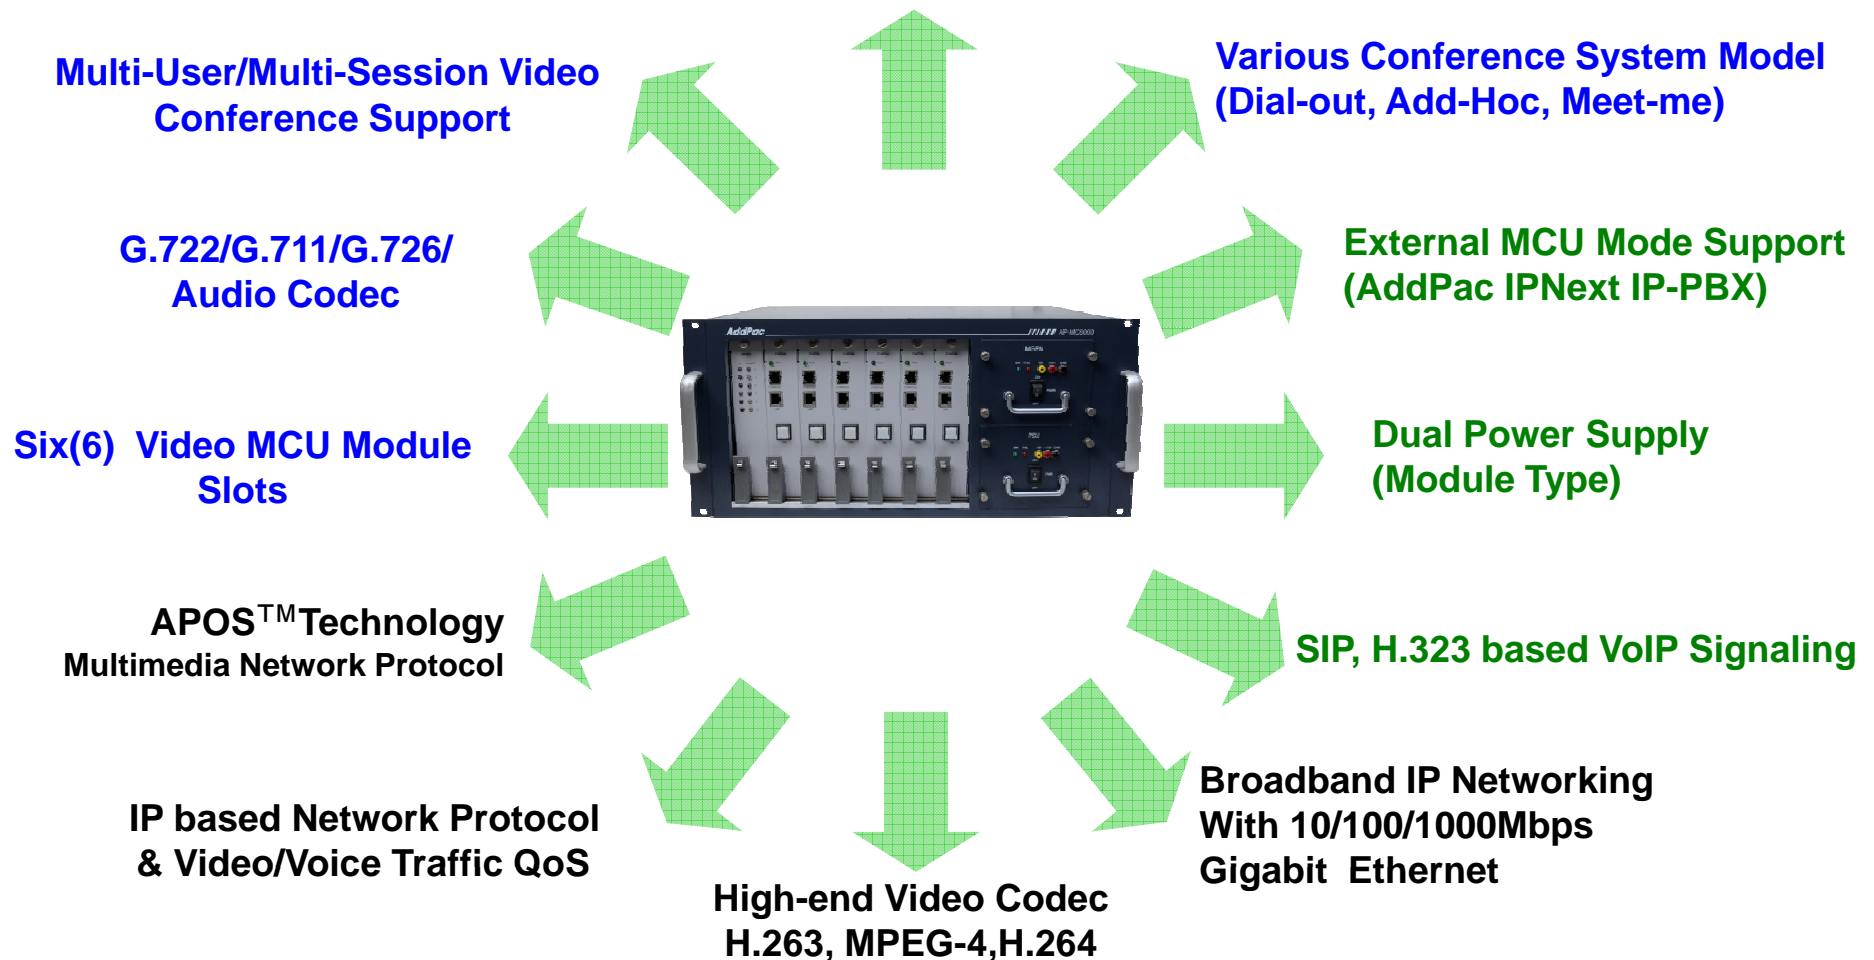 Multi-User/Multi-Session Video
Conference Support
Various Conference System Model
(Dial-out, Add-Hoc, Meet-me)
G.722/G.711/G.726/
Audio Codec
External MCU Mode Support
(AddPac IPNext IP-PBX)
AddPac
Six(6) Video MCU Module
Slots
Dual Power Supply
(Module Type)
APOS™Technology
Multimedia Network Protocol
SIP, H.323 based VoIP Signaling
IP based Network Protocol
& Video/Voice Traffic QoS
Broadband IP Networking
With 10/100/1000Mbps
Gigabit Ethernet
High-end Video Codec
H.263, MPEG-4,H.264